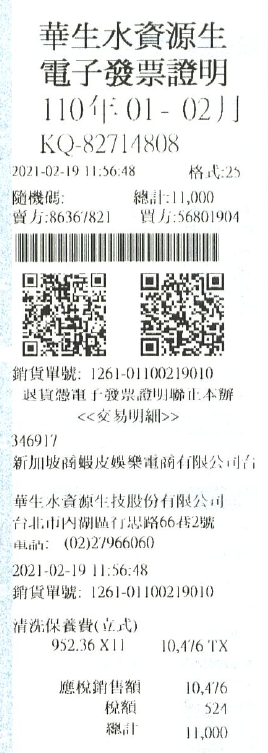 華生水資源生
電子發票證明
110年01-02月
KQ-82714808
2021-02-19 11:56:48 格式:25
隨機碼: 總計:11,000
賣方:86367821 買方:56801904
銷貨單號: 1261-01100219010
退貨憑電子發票證明聯正本辦
<<交易明細>>
346917
新加坡商蝦皮娛樂電商有限公司台
華生水資源生技股份有限公司
台北市內湖區行忠路66巷2號
電話: (02)27966060
2021-02-19 11:56:48
銷貨單號: 1261-01100219010
清洗保養費(立式)
952.36 X11 10,476 TX
應稅銷售額 10,476
稅額 524
總計 11,000